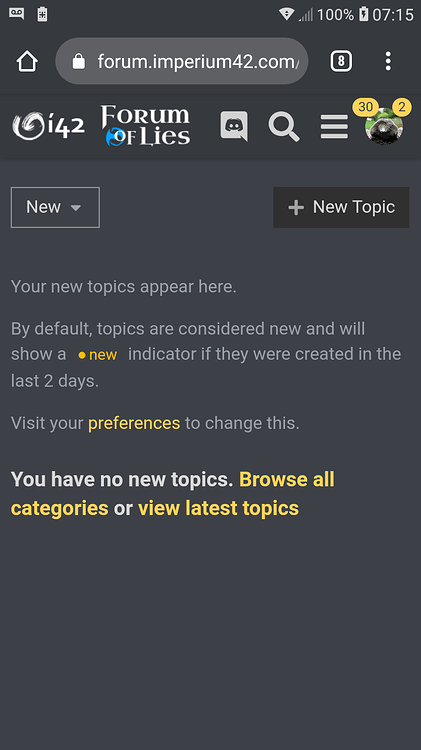 100% 07:15
forum.imperium42.com/ 8
i42 Forum of Lies 30 2
New + New Topic
Your new topics appear here.
By default, topics are considered new and will
show a ● new indicator if they were created in the
last 2 days.
Visit your preferences to change this.
You have no new topics. Browse all
categories or view latest topics